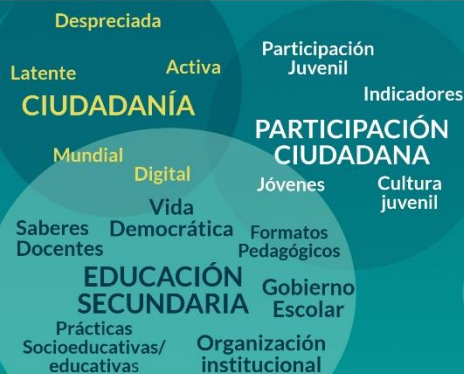 Despreciada
Latente
Activa
CIUDADANÍA
Mundial
Digital
Participación
Juvenil
Indicadores
PARTICIPACIÓN
CIUDADANA
Jóvenes
Cultura
juvenil
Vida
Democrática
Saberes
Docentes
Formatos
Pedagógicos
EDUCACIÓN
SECUNDARIA
Gobierno
Escolar
Prácticas
Socioeducativas/
educativas
Organización
institucional